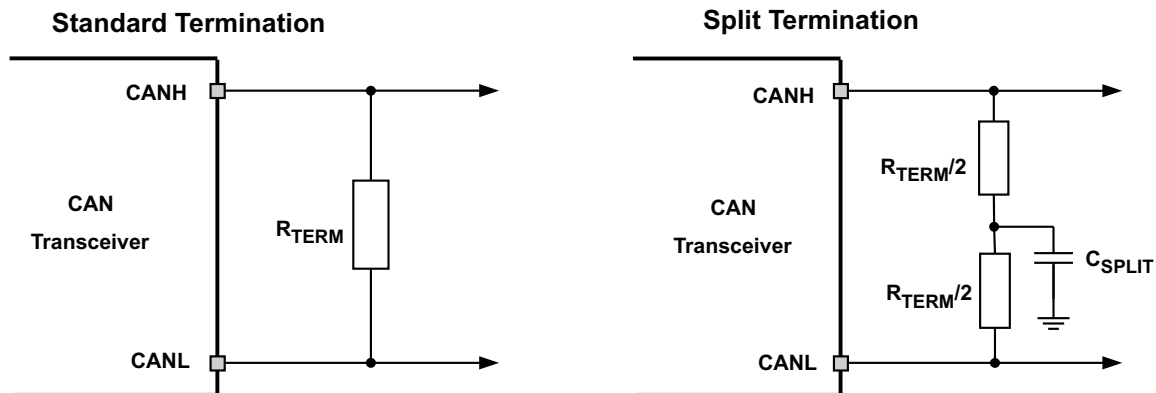 Standard Termination
CANH
CAN
Transceiver
R_TERM
CANL
Split Termination
CANH
R_TERM/2
CAN
Transceiver
C_SPLIT
R_TERM/2
CANL